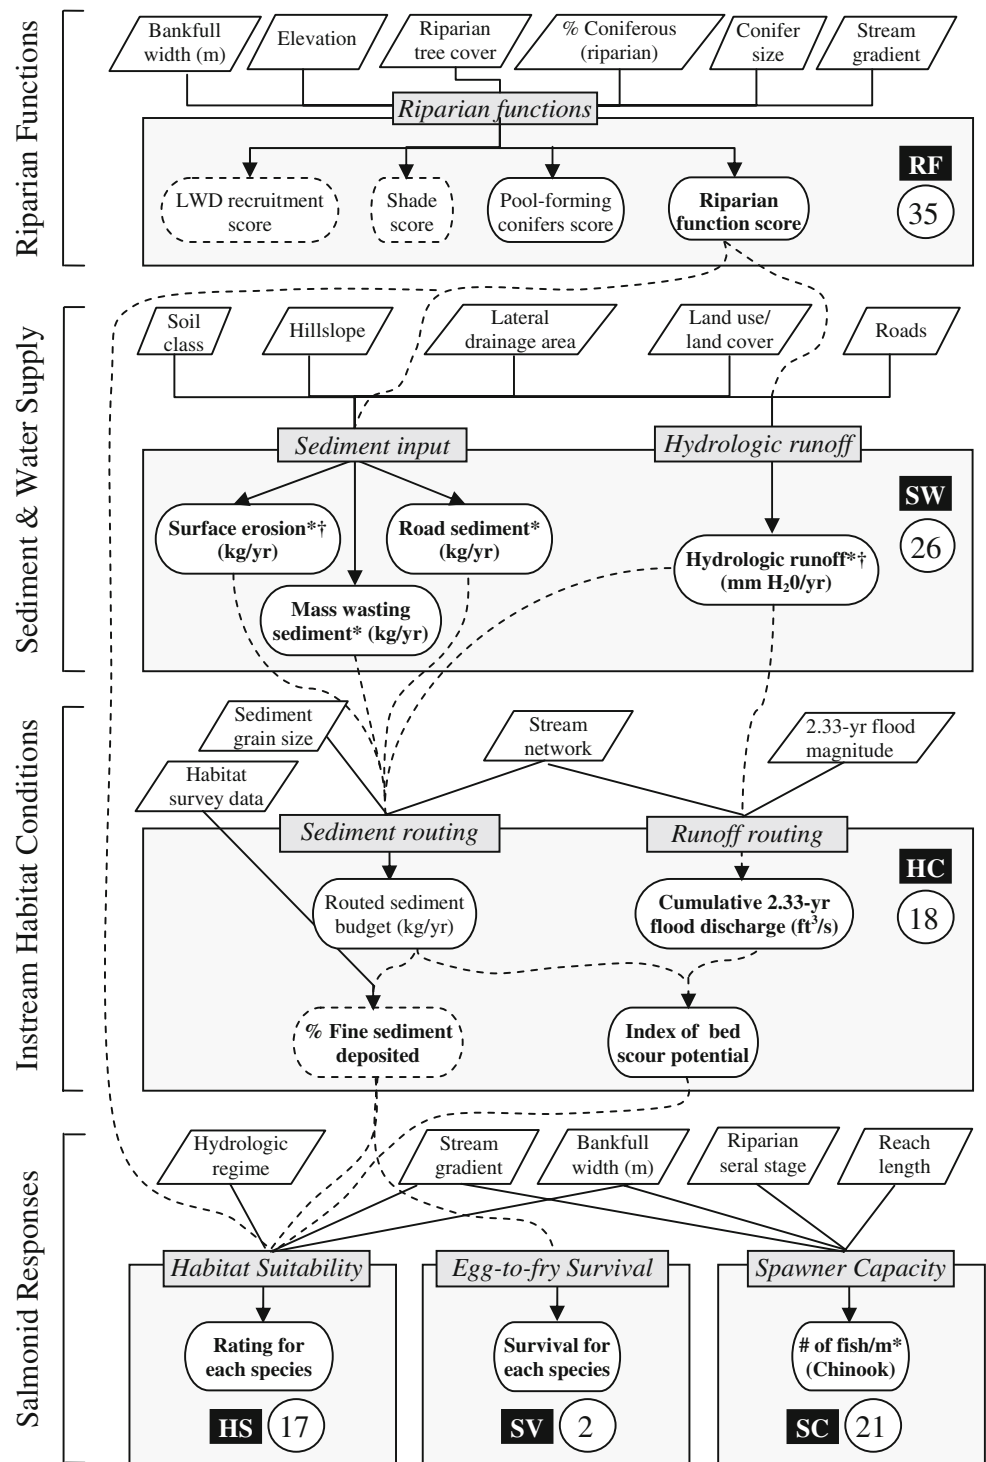 Riparian Functions
Bankfull
width (m)
Elevation
Riparian
tree cover
% Coniferous
(riparian)
Conifer
size
Stream
gradient
Riparian functions
LWD recruitment
score
Shade
score
Pool-forming
conifers score
Riparian
function score
RF
35
Sediment & Water Supply
Soil
class
Hillslope
Lateral
drainage area
Land use/
land cover
Roads
Sediment input
Hydrologic runoff
Surface erosion*†
(kg/yr)
Road sediment*
(kg/yr)
Mass wasting
sediment* (kg/yr)
Hydrologic runoff*†
(mm H₂0/yr)
SW
26
Instream Habitat Conditions
Sediment
grain size
Stream
network
2.33-yr flood
magnitude
Habitat
survey data
Sediment routing
Runoff routing
Routed sediment
budget (kg/yr)
Cumulative 2.33-yr
flood discharge (ft³/s)
HC
18
% Fine sediment
deposited
Index of bed
scour potential
Salmonid Responses
Hydrologic
regime
Stream
gradient
Bankfull
width (m)
Riparian
seral stage
Reach
length
Habitat Suitability
Egg-to-fry Survival
Spawner Capacity
Rating for
each species
Survival for
each species
# of fish/m*
(Chinook)
HS
17
SV
2
SC
21